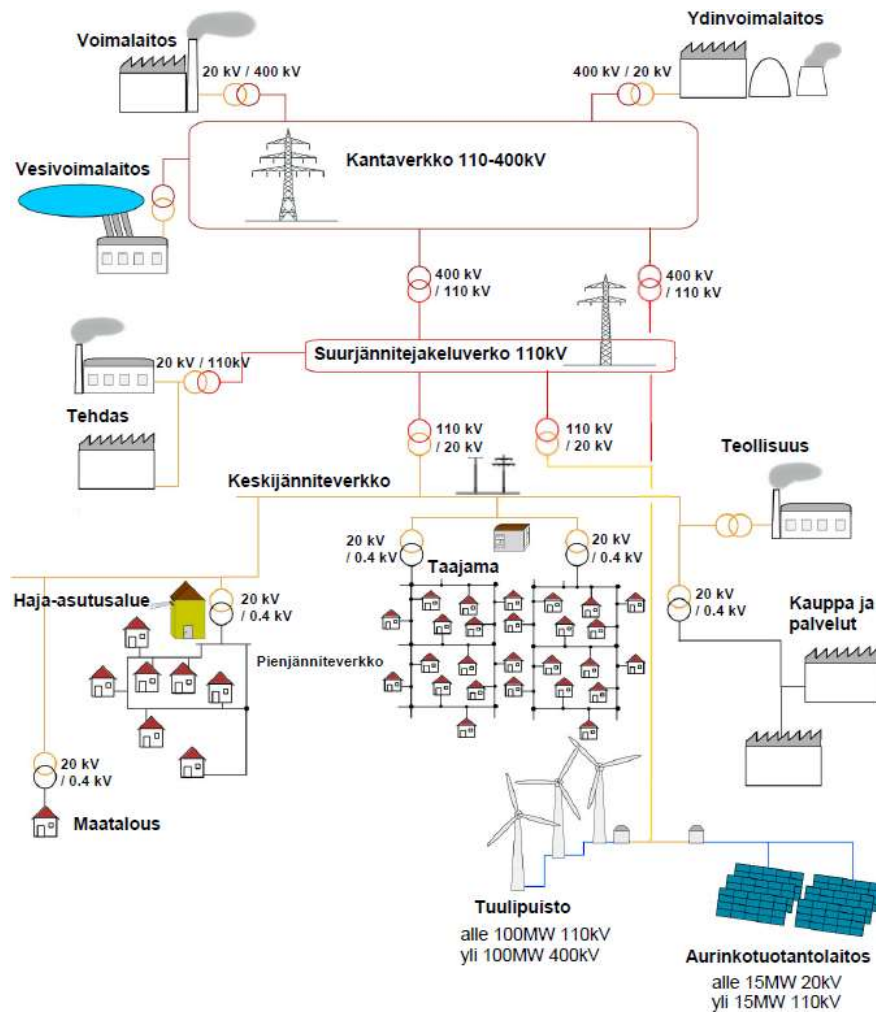 Voimalaitos
20 kV / 400 kV
Ydinvoimalaitos
400 kV / 20 kV
Kantaverkko 110-400kV
Vesivoimalaitos
400 kV
/ 110 kV
400 kV
/ 110 kV
Suurjännitejakeluverko 110kV
20 kV / 110kV
Tehdas
110 kV
/ 20 kV
110 kV
/ 20 kV
Teollisuus
Keskijänniteverkko
20 kV
/ 0.4 kV
Taajama
20 kV
/ 0.4 kV
Haja-asutusalue
20 kV
/ 0.4 kV
20 kV
/ 0.4 kV
Kauppa ja
palvelut
Pienjänniteverkko
20 kV
/ 0.4 kV
Maatalous
Tuulipuisto
alle 100MW 110kV
yli 100MW 400kV
Aurinkotuotantolaitos
alle 15MW 20kV
yli 15MW 110kV